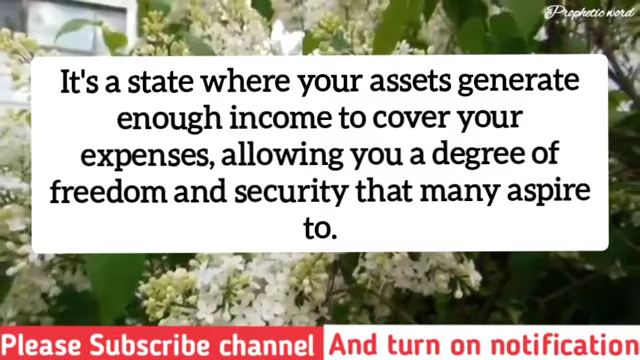 Prophetic word
It's a state where your assets generate
enough income to cover your
expenses, allowing you a degree of
freedom and security that many aspire
to.
Please Subscribe channel And turn on notification